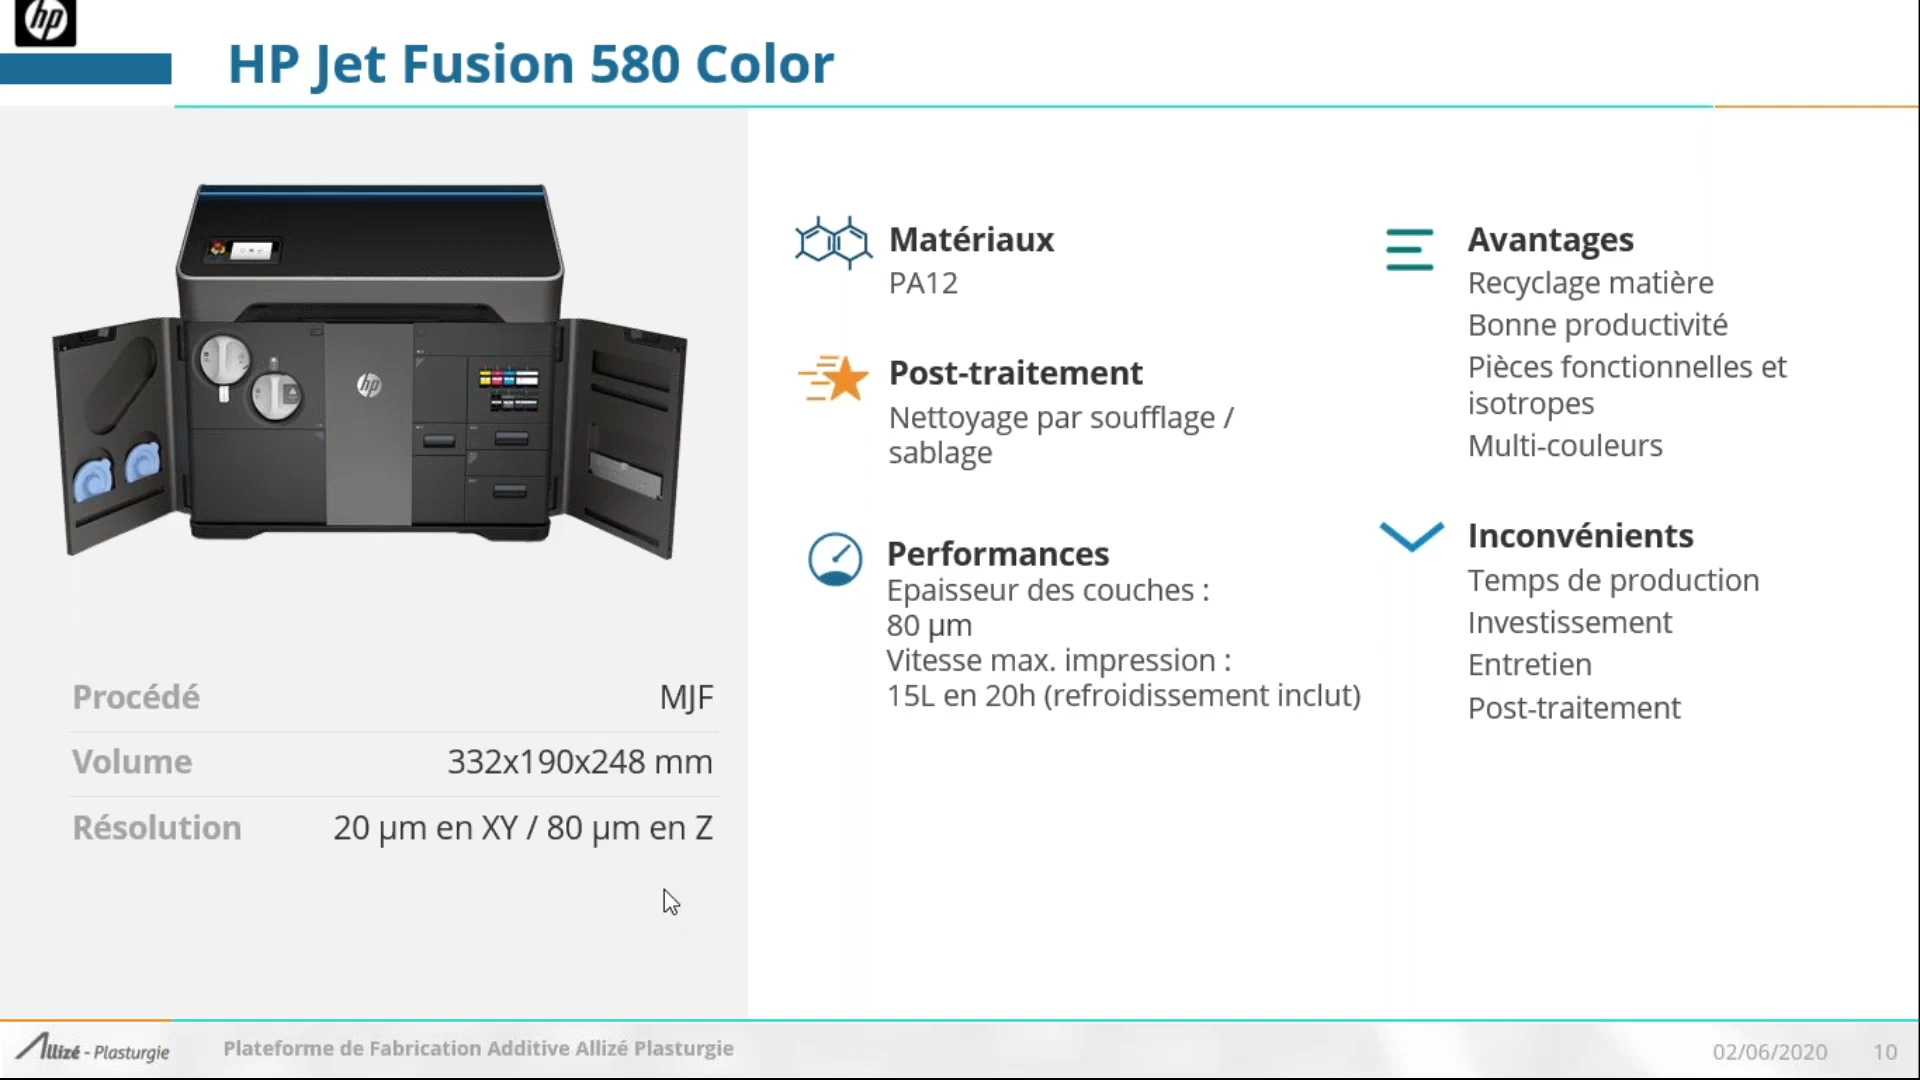 hp
HP Jet Fusion 580 Color
hp
Procédé
MJF
Volume
332x190x248 mm
Résolution
20 µm en XY / 80 µm en Z
Matériaux
PA12
Post-traitement
Nettoyage par soufflage /
sablage
Performances
Epaisseur des couches :
80 µm
Vitesse max. impression :
15L en 20h (refroidissement inclut)
Avantages
Recyclage matière
Bonne productivité
Pièces fonctionnelles et
isotropes
Multi-couleurs
Inconvénients
Temps de production
Investissement
Entretien
Post-traitement
Allizé - Plasturgie
Plateforme de Fabrication Additive Allizé Plasturgie
02/06/2020
10